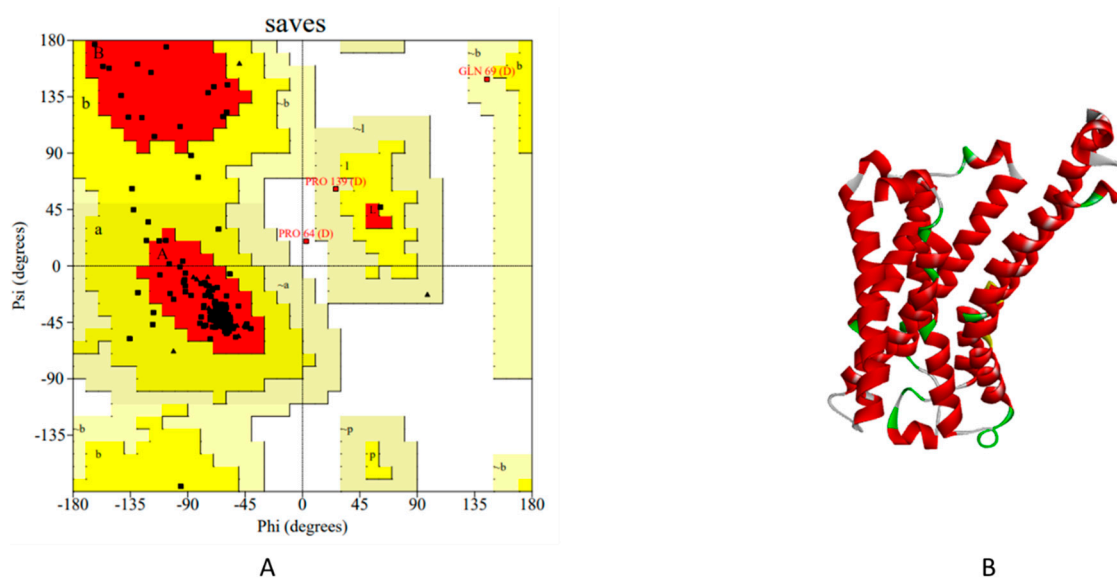 saves
180
135
90
45
0
-45
-90
-135
Psi (degrees)
B
b
~b
~b
b
GLN 69 (D)
~l
l
PRO 139 (D)
L
a
PRO 64 (D)
A
~a
~b
b
~p
p
~b
-180 -135 -90 -45 0 45 90 135 180
Phi (degrees)
A
B